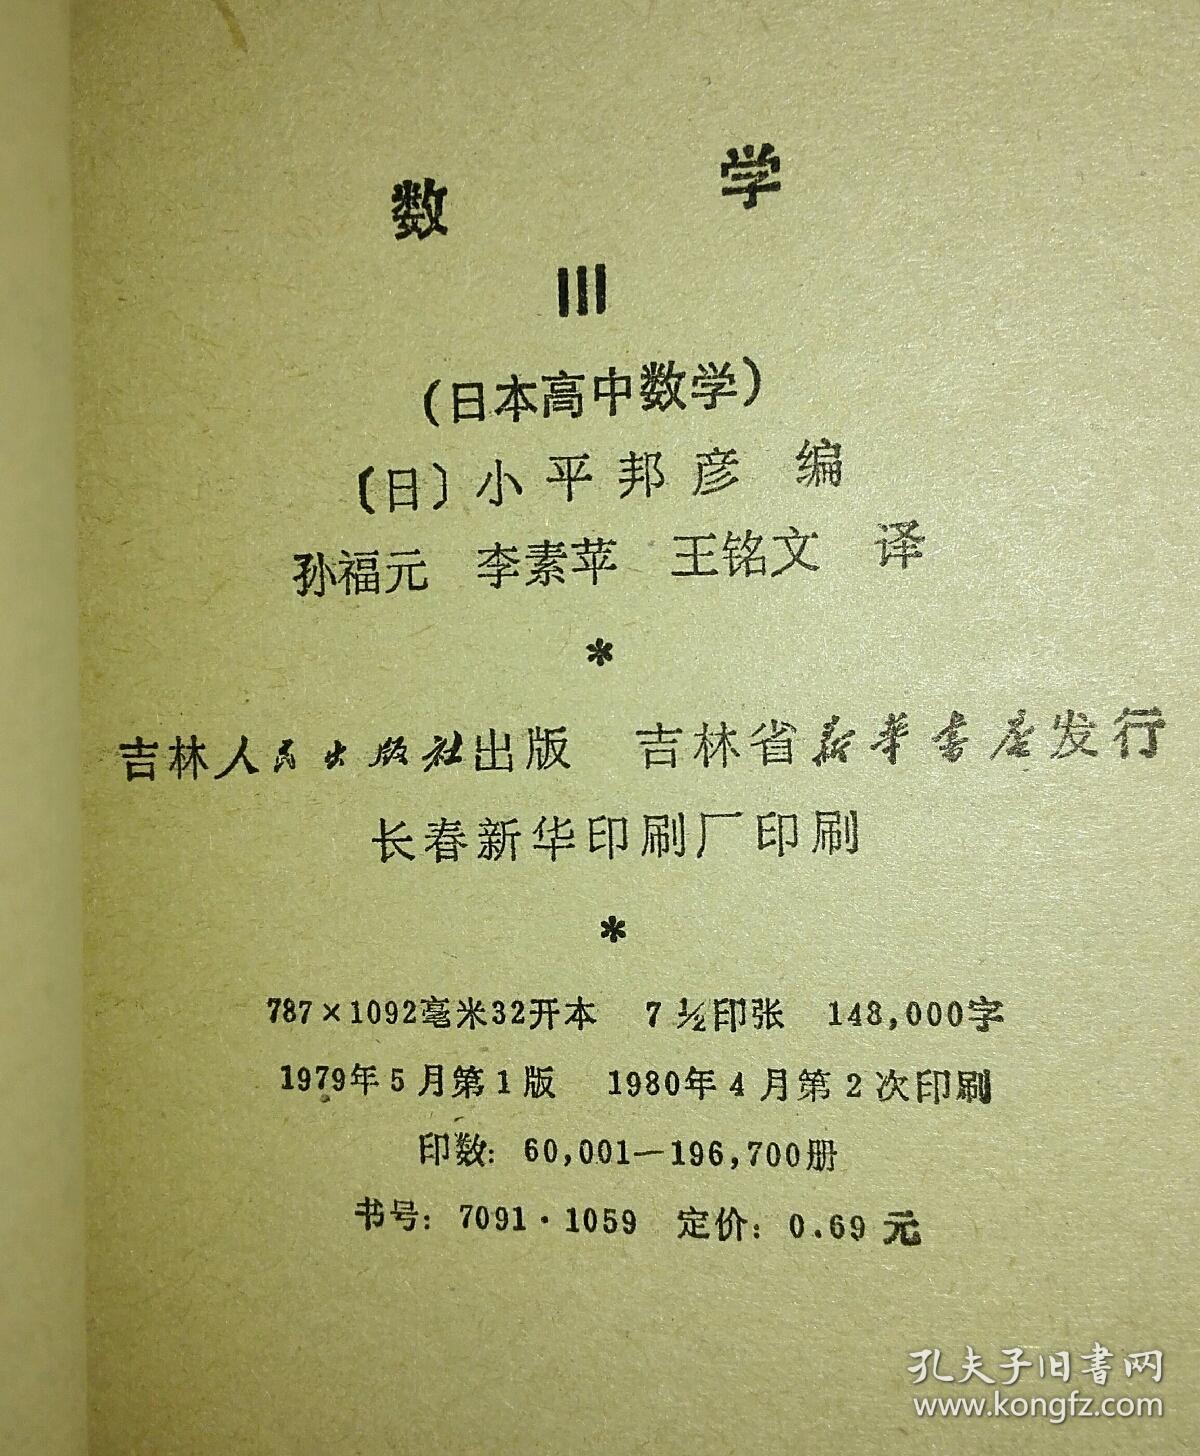 数 学
III
(日本高中数学)
〔日〕小平邦彦 编
孙福元 李素苹 王铭文 译
*
吉林人民出版社出版 吉林省新华书店发行
长春新华印刷厂印刷
*
787×1092毫米32开本 7½印张 148,000字
1979年5月第1版 1980年4月第2次印刷
印数:60,001—196,700册
书号:7091·1059 定价:0.69元
孔夫子旧书网
www.kongfz.com